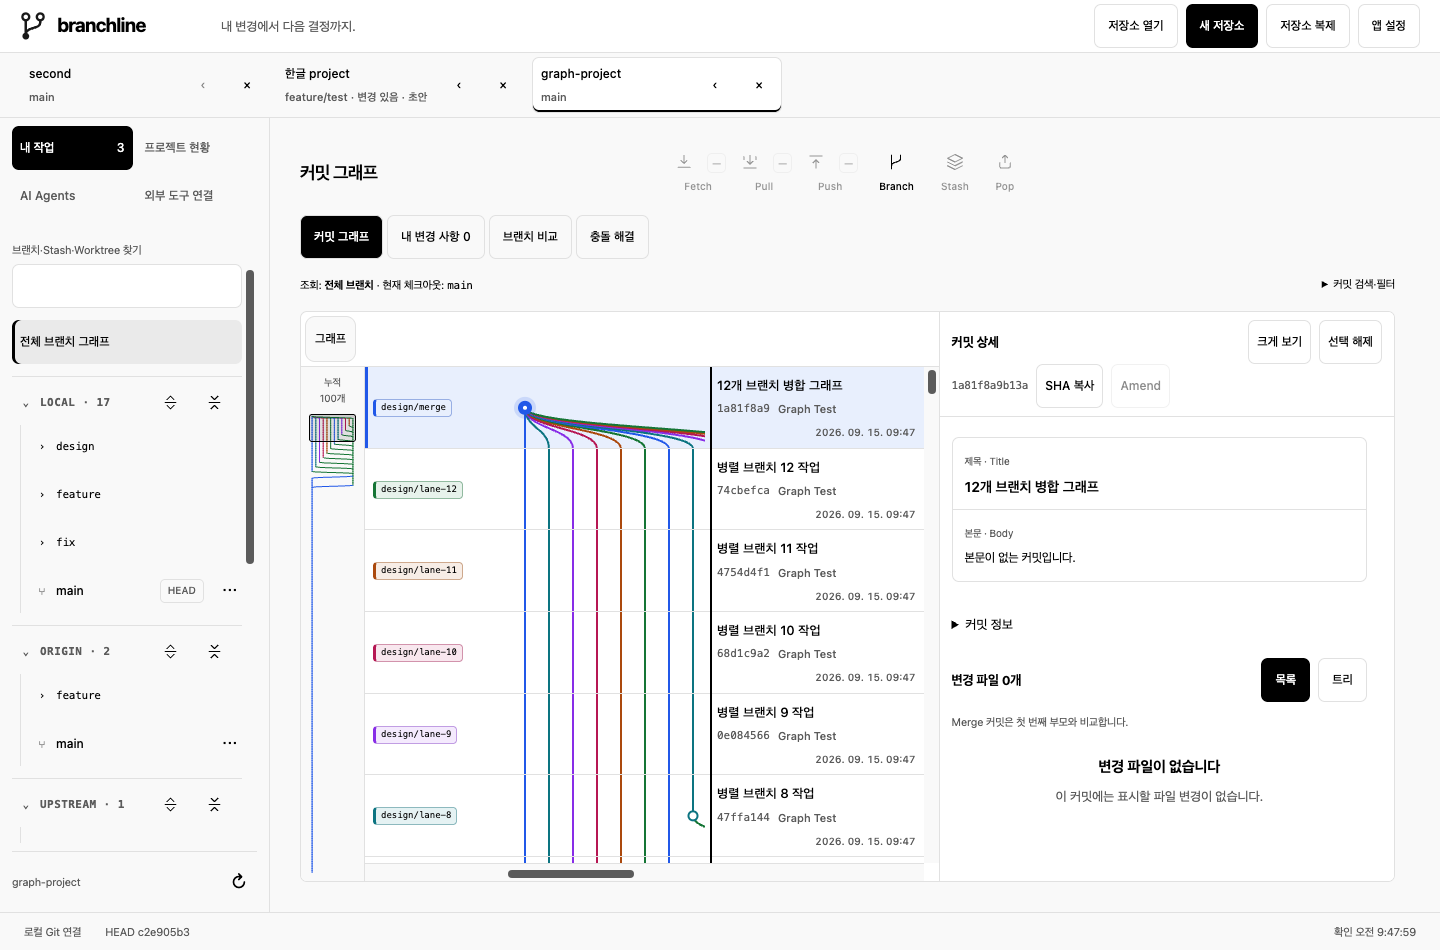 branchline
내 변경에서 다음 결정까지.
저장소 열기
새 저장소
저장소 복제
앱 설정
second
main
한글 project
feature/test · 변경 있음 · 초안
graph-project
main
내 작업 3
프로젝트 현황
AI Agents
외부 도구 연결
브랜치·Stash·Worktree 찾기
전체 브랜치 그래프
LOCAL · 17
design
feature
fix
main
HEAD
ORIGIN · 2
feature
main
UPSTREAM · 1
graph-project
커밋 그래프
Fetch
Pull
Push
Branch
Stash
Pop
커밋 그래프
내 변경 사항 0
브랜치 비교
충돌 해결
조회: 전체 브랜치 · 현재 체크아웃: main
커밋 검색·필터
그래프
누적
100개
design/merge
12개 브랜치 병합 그래프
1a81f8a9 Graph Test
2026. 09. 15. 09:47
design/lane-12
병렬 브랜치 12 작업
74cbefca Graph Test
2026. 09. 15. 09:47
design/lane-11
병렬 브랜치 11 작업
4754d4f1 Graph Test
2026. 09. 15. 09:47
design/lane-10
병렬 브랜치 10 작업
68d1c9a2 Graph Test
2026. 09. 15. 09:47
design/lane-9
병렬 브랜치 9 작업
0e084566 Graph Test
2026. 09. 15. 09:47
design/lane-8
병렬 브랜치 8 작업
47ffa144 Graph Test
2026. 09. 15. 09:47
커밋 상세
크게 보기
선택 해제
1a81f8a9b13a
SHA 복사
Amend
제목 · Title
12개 브랜치 병합 그래프
본문 · Body
본문이 없는 커밋입니다.
커밋 정보
변경 파일 0개
목록
트리
Merge 커밋은 첫 번째 부모와 비교합니다.
변경 파일이 없습니다
이 커밋에는 표시할 파일 변경이 없습니다.
로컬 Git 연결
HEAD c2e905b3
확인 오전 9:47:59